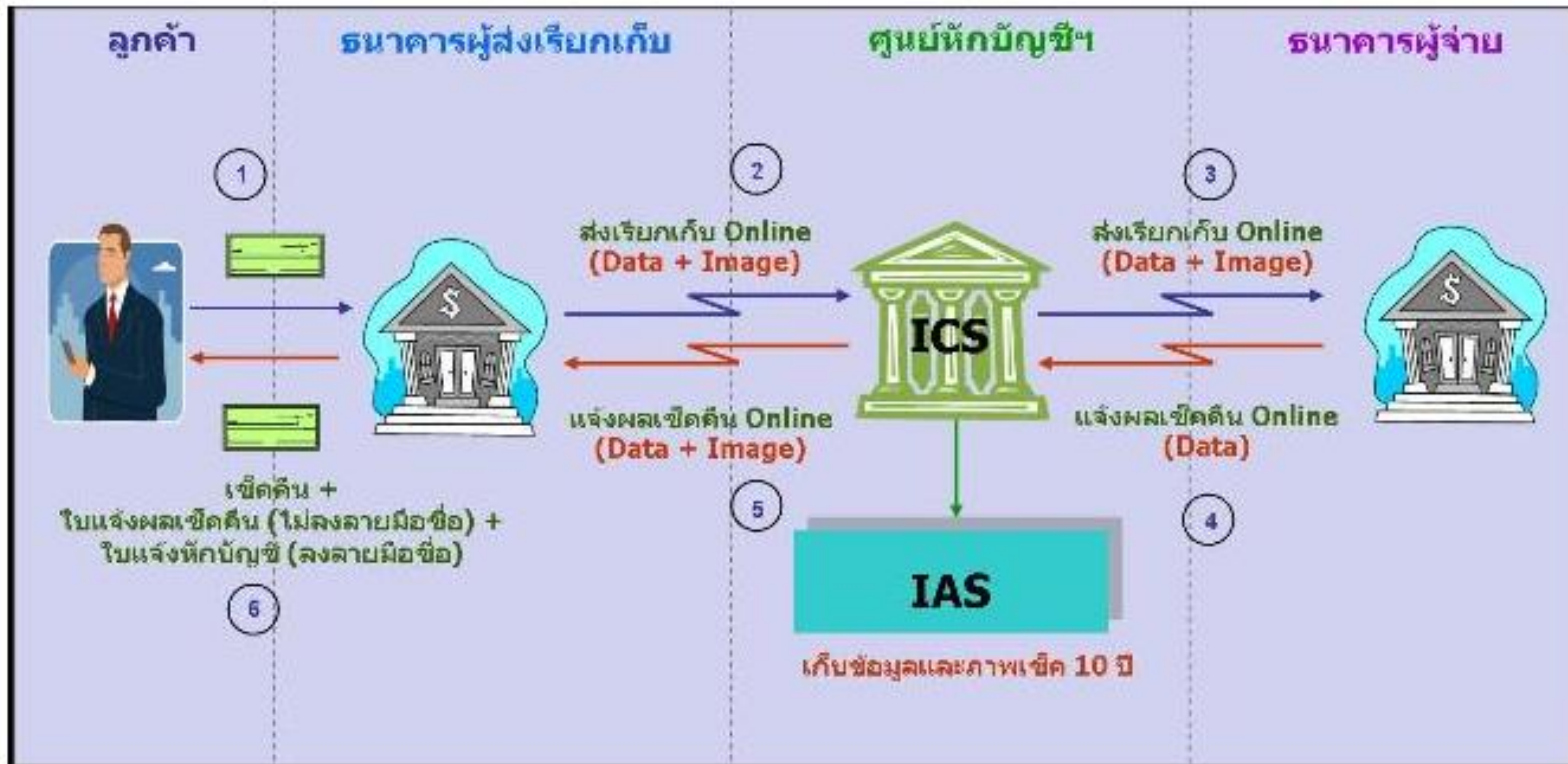 ลูกค้า
ธนาคารผู้ส่งเรียกเก็บ
ศูนย์หักบัญชีฯ
ธนาคารผู้จ่าย
1
2
3
ส่งเรียกเก็บ Online
(Data + Image)
ส่งเรียกเก็บ Online
(Data + Image)
$
ICS
$
แจ้งผลเช็คคืน Online
(Data + Image)
แจ้งผลเช็คคืน Online
(Data)
เช็คคืน +
ใบแจ้งผลเช็คคืน (ไม่ลงลายมือชื่อ) +
ใบแจ้งหักบัญชี (ลงลายมือชื่อ)
5
4
IAS
6
เก็บข้อมูลและภาพเช็ค 10 ปี